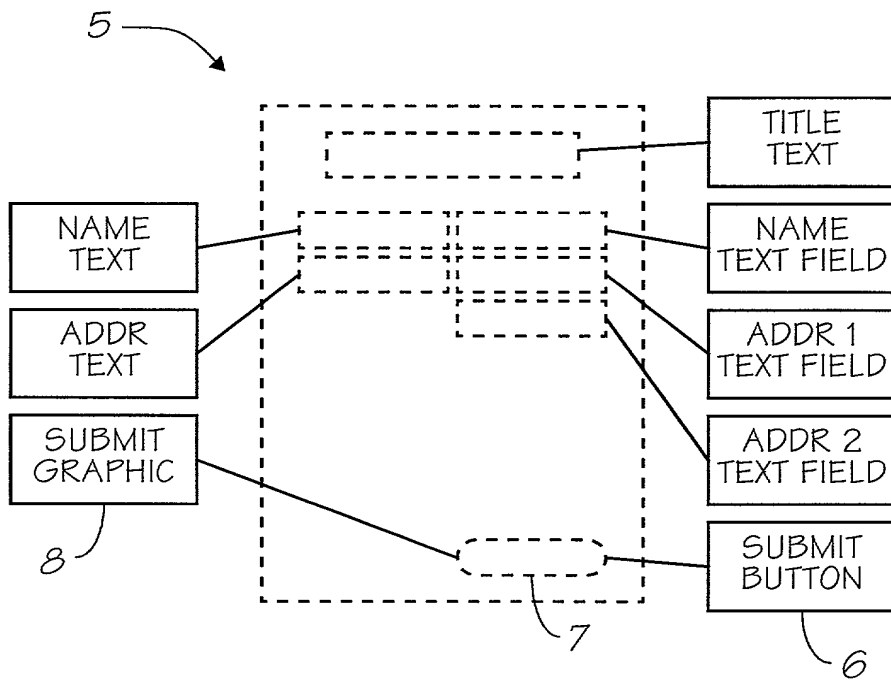 5
TITLE
TEXT
NAME
TEXT
NAME
TEXT FIELD
ADDR
TEXT
ADDR 1
TEXT FIELD
SUBMIT
GRAPHIC
ADDR 2
TEXT FIELD
SUBMIT
BUTTON
8
7
6